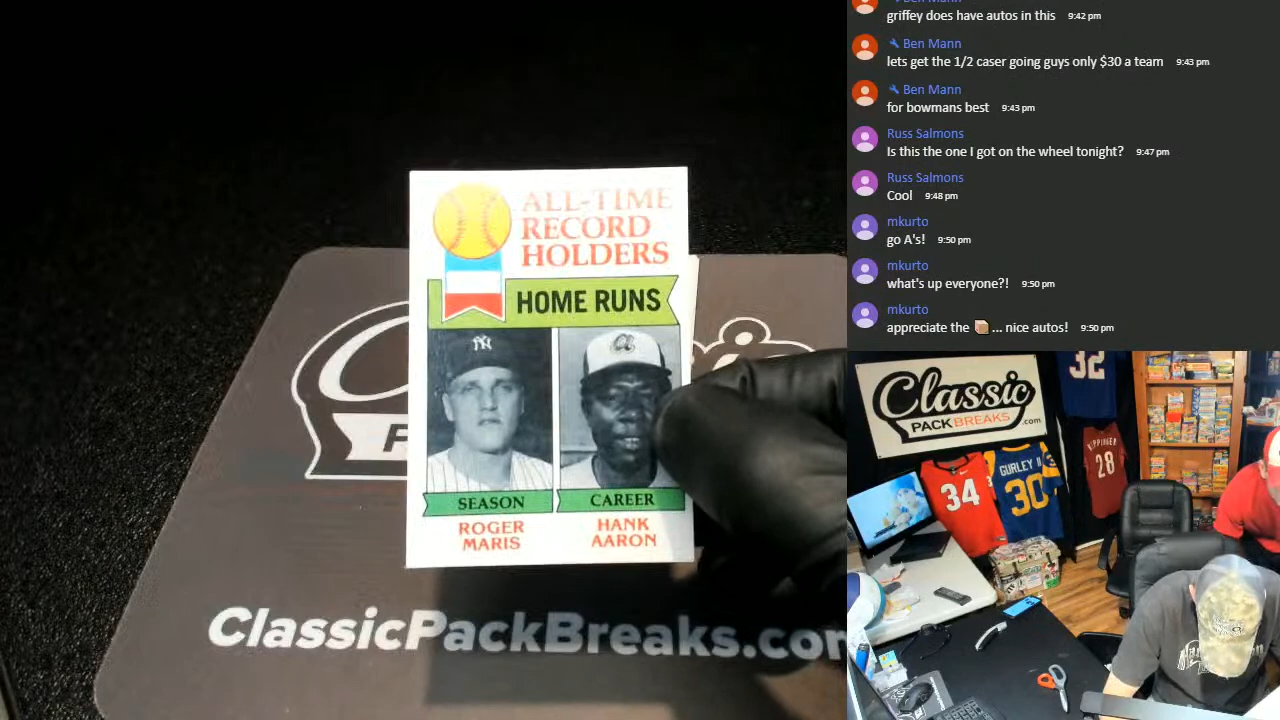 ALL-TIME
RECORD
HOLDERS
HOME RUNS
SEASON
CAREER
ROGER
MARIS
HANK
AARON
ClassicPackBreaks.com
Ben Mann
griffey does have autos in this 9:42 pm
Ben Mann
lets get the 1/2 caser going guys only $30 a team 9:43 pm
Ben Mann
for bowmans best 9:43 pm
Russ Salmons
Is this the one I got on the wheel tonight? 9:47 pm
Russ Salmons
Cool 9:48 pm
mkurto
go A's! 9:50 pm
mkurto
what's up everyone?! 9:50 pm
mkurto
appreciate the ... nice autos! 9:50 pm
Classic
PACKBREAKS
.com
32
34
GURLEY II
30
28